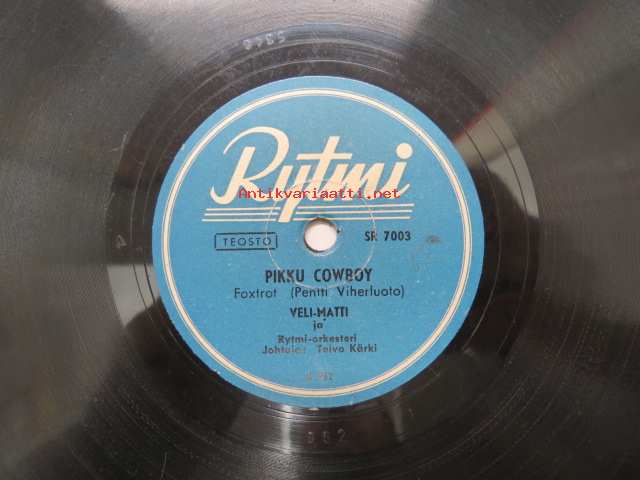 Rytmi
Antikvariaatti.net
TEOSTO SR 7003
PIKKU COWBOY
Foxtrot (Pentti Viherluoto)
VELI-MATTI
ja
Rytmi-orkesteri
Johtaja: Toivo Kärki